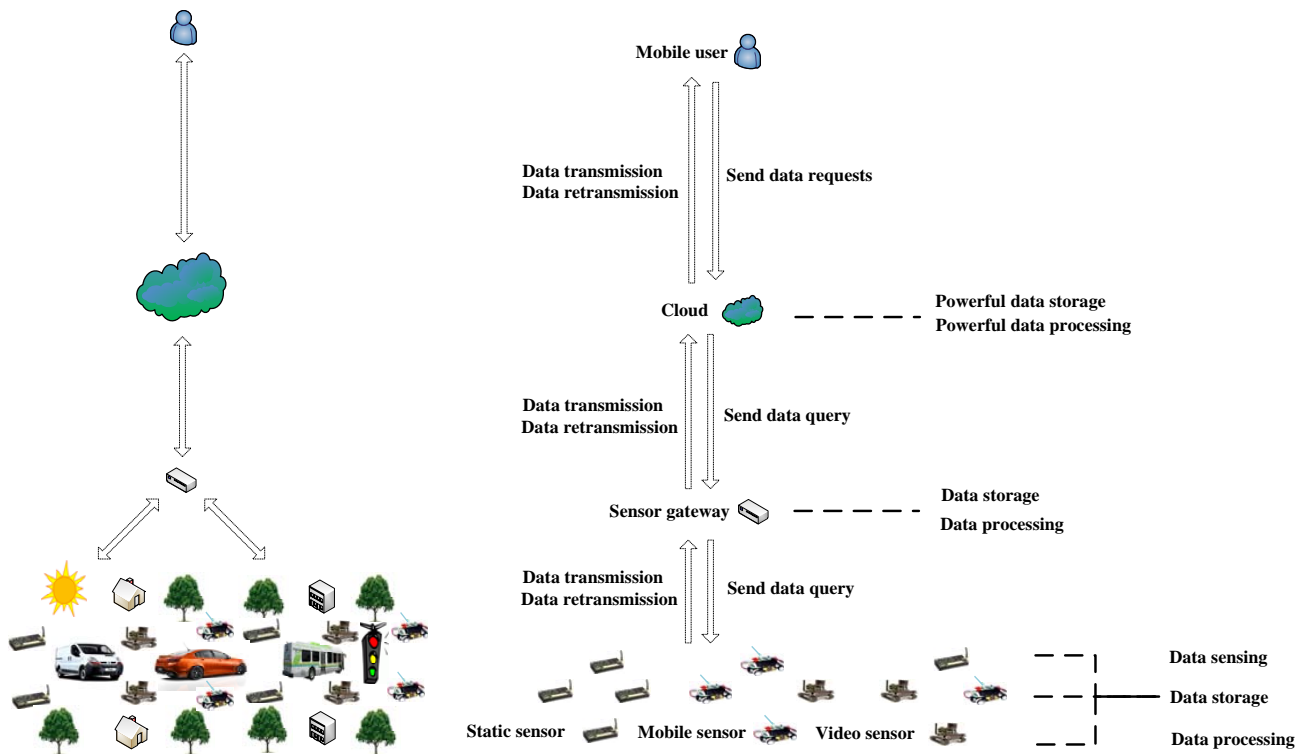 Mobile user
Data transmission
Data retransmission
Send data requests
Cloud
Powerful data storage
Powerful data processing
Data transmission
Data retransmission
Send data query
Sensor gateway
Data storage
Data processing
Data transmission
Data retransmission
Send data query
Data sensing
Data storage
Static sensor
Mobile sensor
Video sensor
Data processing